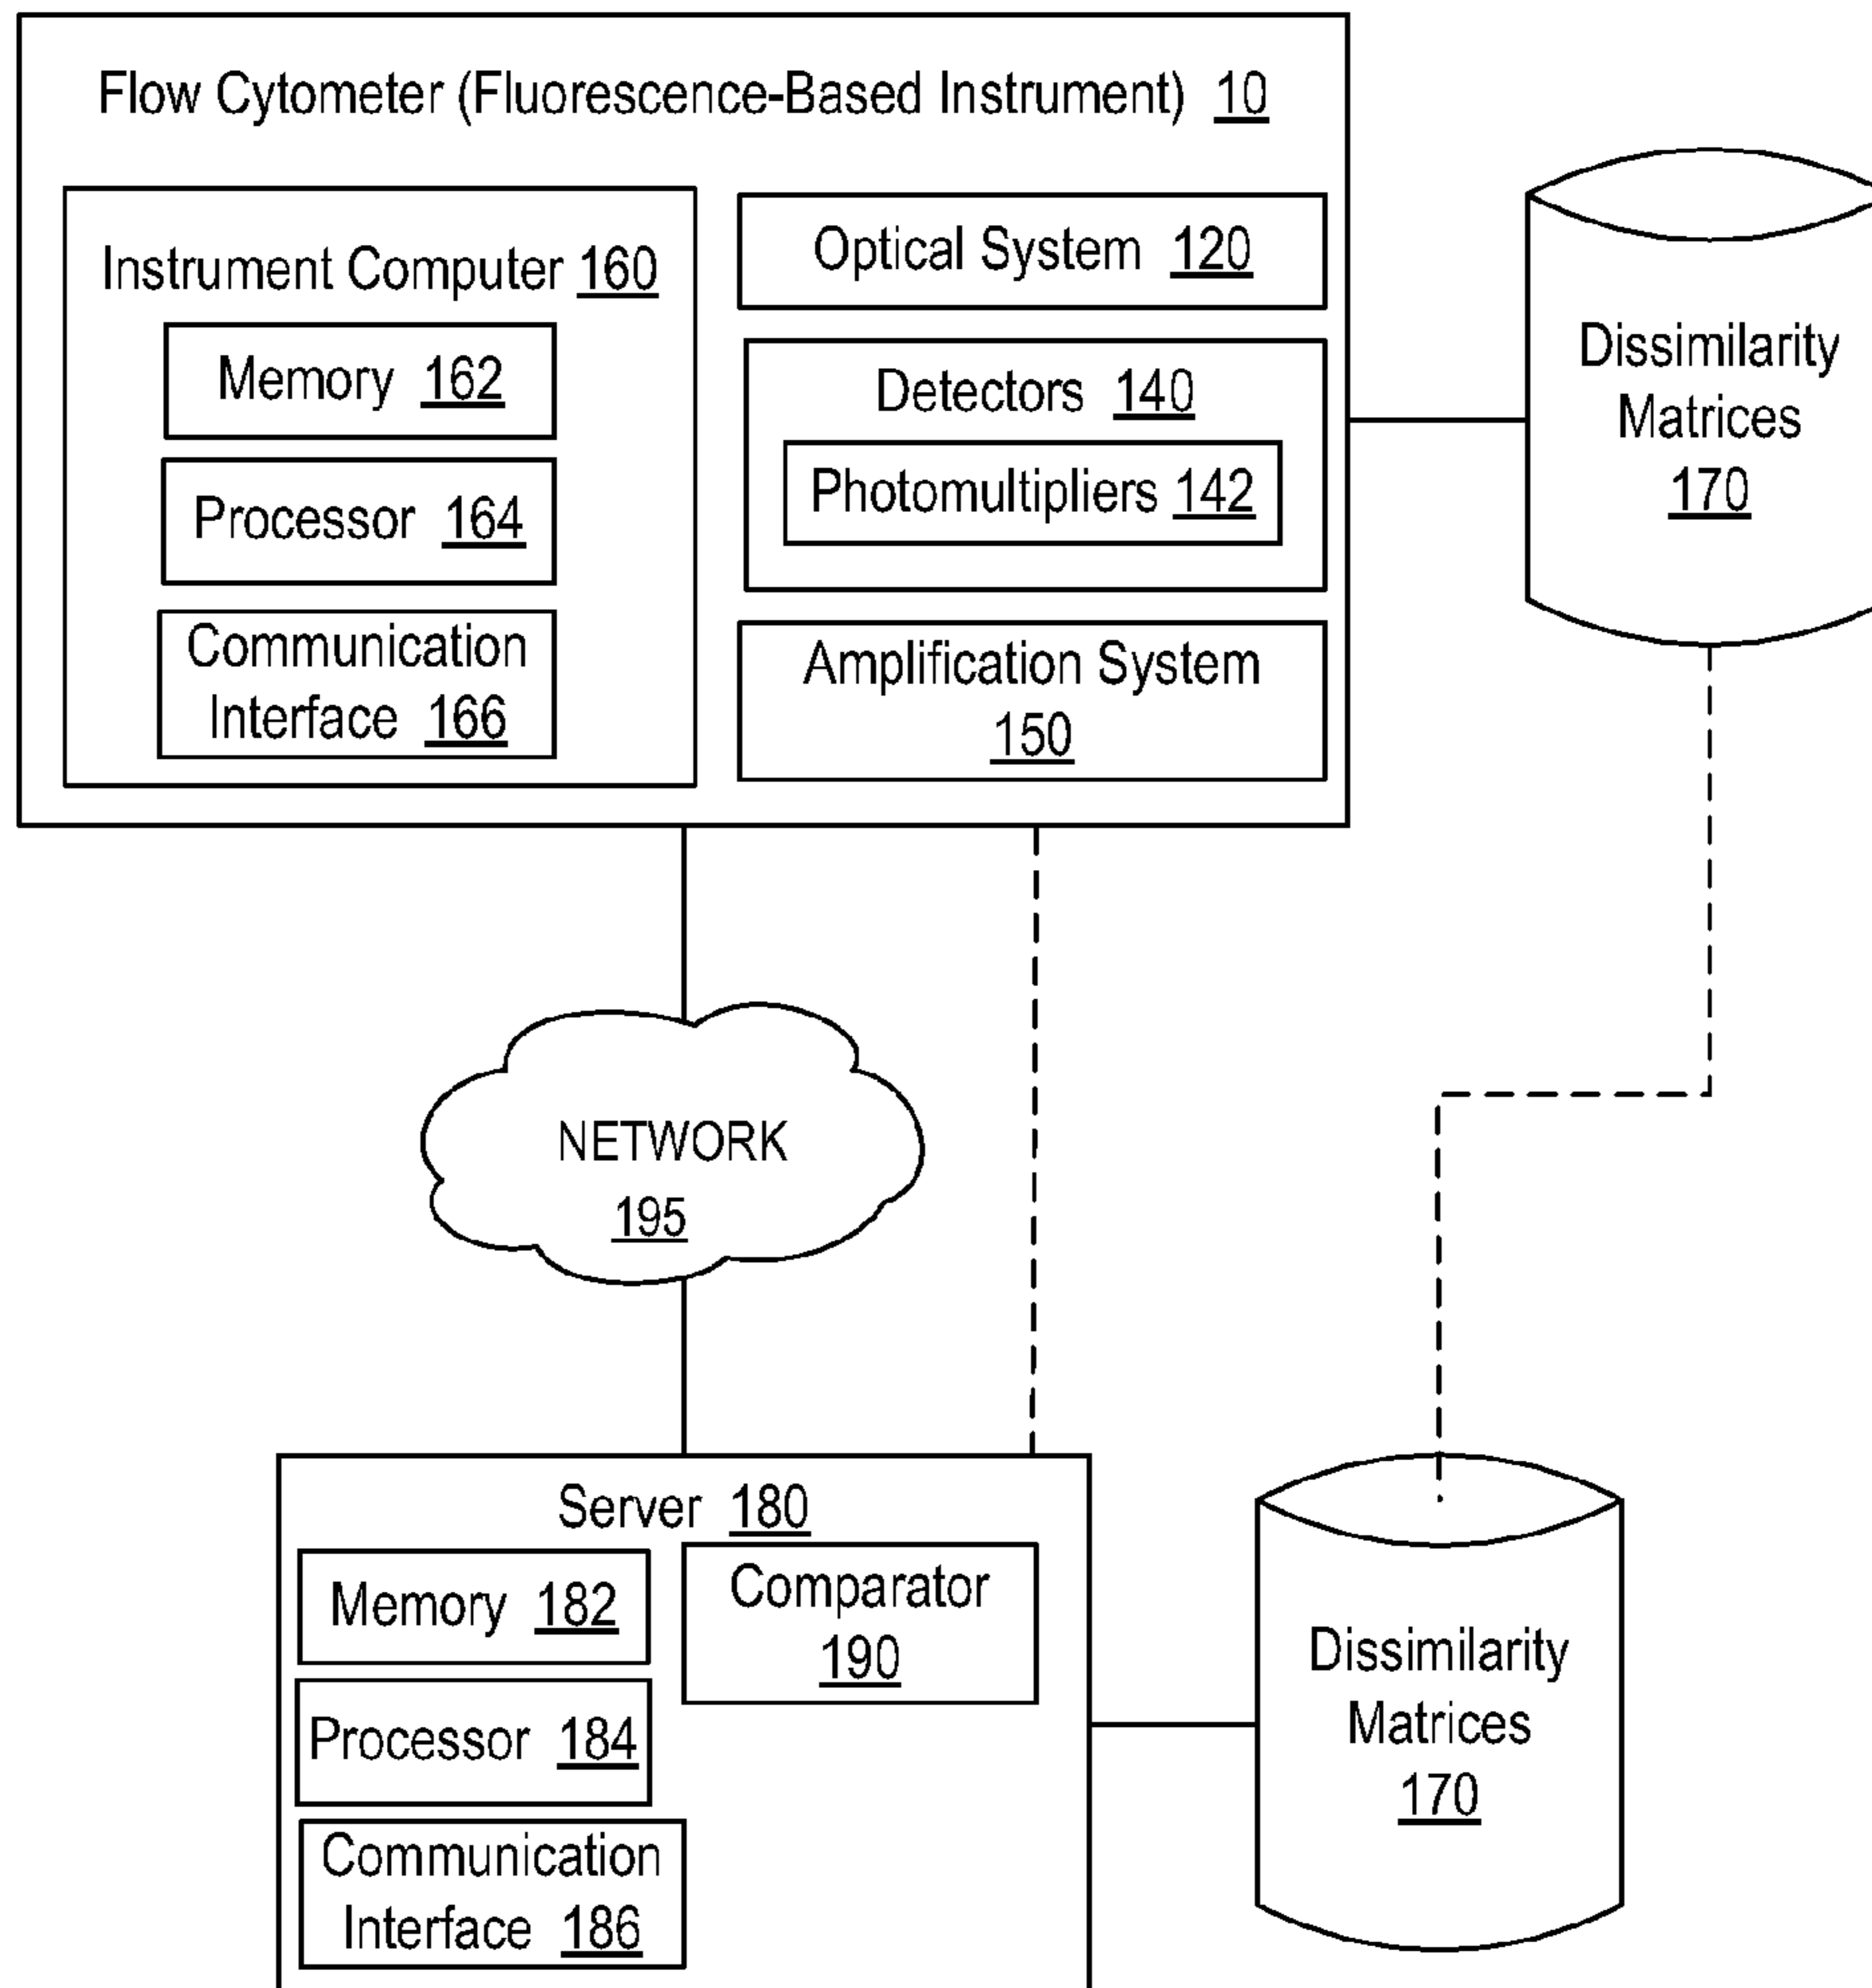 Flow Cytometer (Fluorescence-Based Instrument) 10
Instrument Computer 160
Memory 162
Processor 164
Communication
Interface 166
Optical System 120
Detectors 140
Photomultipliers 142
Amplification System
150
Dissimilarity
Matrices
170
NETWORK
195
Server 180
Memory 182
Processor 184
Communication
Interface 186
Comparator
190
Dissimilarity
Matrices
170